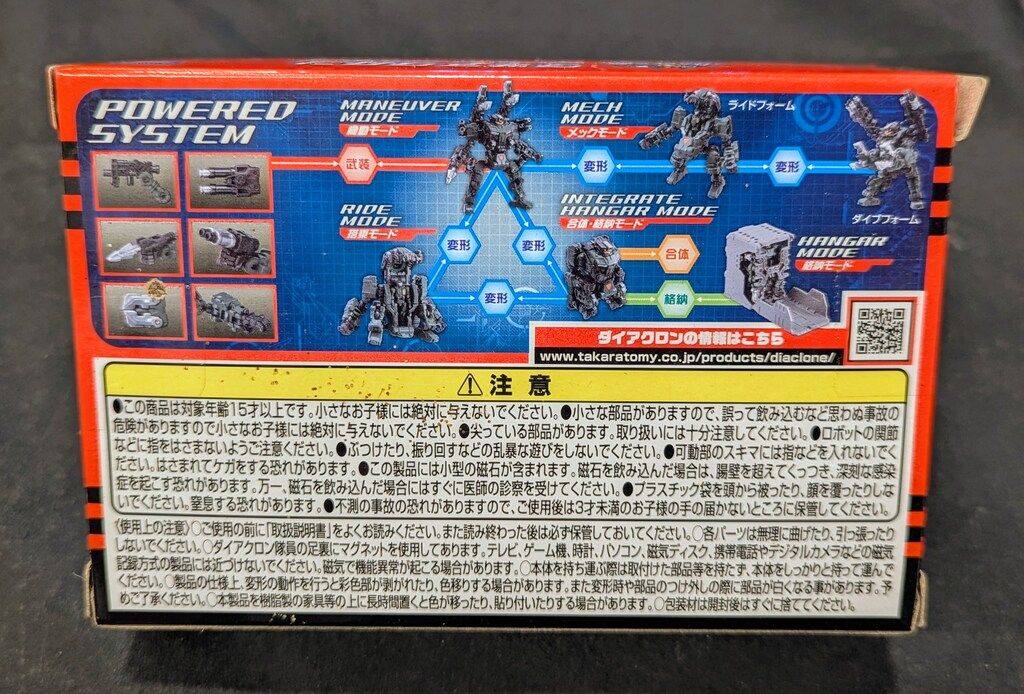 POWERED
SYSTEM
MANEUVER
MODE
機動モード
武装
MECH
MODE
メックモード
変形
ライドフォーム
変形
ダイブフォーム
RIDE
MODE
搭乗モード
変形
変形
変形
INTEGRATE
HANGAR MODE
合体・格納モード
合体
格納
HANGAR
MODE
格納モード
ダイアクロンの情報はこちら
www.takaratomy.co.jp/products/diaclone/
⚠注意
●この商品は対象年齢15才以上です。小さなお子様には絶対に与えないでください。●小さな部品がありますので、誤って飲み込むなど思わぬ事故の
危険がありますので小さなお子様には絶対に与えないでください。●尖っている部品があります。取り扱いには十分注意してください。●ロボットの関節
などに指をはさまないようご注意ください。●ぶつけたり、振り回すなどの乱暴な遊びをしないでください。●可動部のスキマには指などを入れないでく
ださい。はさまれてケガをする恐れがあります。●この製品には小型の磁石が含まれます。磁石を飲み込んだ場合は、腸壁を超えてくっつき、深刻な感染
症を起こす恐れがあります。万一、磁石を飲み込んだ場合にはすぐに医師の診察を受けてください。●プラスチック袋を頭から被ったり、顔を覆ったりしな
いでください。窒息する恐れがあります。●不測の事故の恐れがありますので、ご使用後は3才未満のお子様の手の届かないところに保管してください。
〈使用上の注意〉○ご使用の前に「取扱説明書」をよくお読みください。また読み終わった後は必ず保管しておいてください。○各パーツは無理に曲げたり、引っ張ったり
しないでください。○ダイアクロン隊員の足裏にマグネットを使用してあります。テレビ、ゲーム機、時計、パソコン、磁気ディスク、携帯電話やデジタルカメラなどの磁気
記録方式の製品には近づけないでください。磁気で機能異常が起こる場合があります。○本体を持ち運ぶ際は取付けた部品等を持たず、本体をしっかりと持って運んで
ください。○製品の仕様上、変形の動作を行うと彩色部が剥がれたり、色移りする場合があります。また変形時や部品のつけ外しの際に部品が白くなる事があります。予
めご了承ください。○本製品を樹脂製の家具等の上に長時間置くと色が移ったり、貼り付いたりする場合があります。○包装材は開封後はすぐに捨ててください。